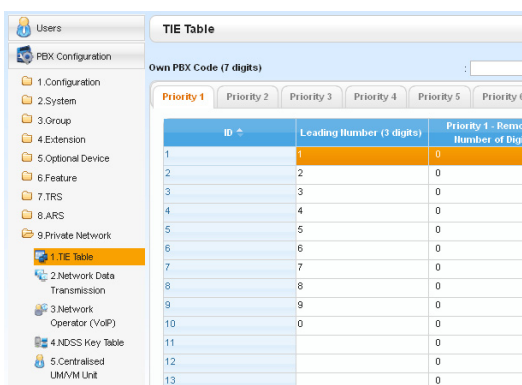 Users
PBX Configuration
1.Configuration
2.System
3.Group
4.Extension
5.Optional Device
6.Feature
7.TRS
8.ARS
9.Private Network
1.TIE Table
2.Network Data
Transmission
3.Network
Operator (VoIP)
4.NDSS Key Table
5.Centralised
UM/VM Unit
TIE Table
Own PBX Code (7 digits) :
Priority 1 Priority 2 Priority 3 Priority 4 Priority 5 Priority
ID Leading Number (3 digits) Priority 1 -
Number of
1 1 0
2 2 0
3 3 0
4 4 0
5 5 0
6 6 0
7 7 0
8 8 0
9 9 0
10 0 0
11 0
12 0
13 0